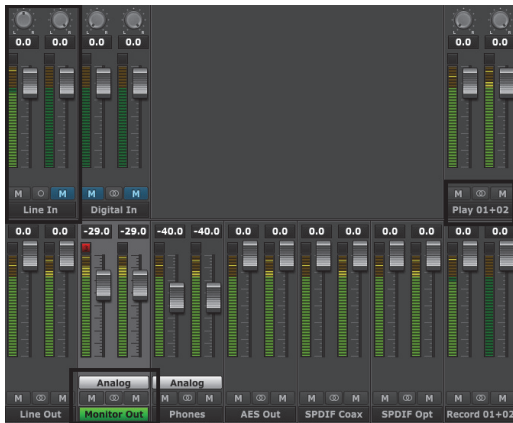 L R L R L R L R L R L R
0.0 0.0 0.0 0.0 0.0 0.0
M M M M M M
Line In Digital In Play 01+02
0.0 0.0 -29.0 -29.0 -40.0 -40.0 0.0 0.0 0.0 0.0 0.0 0.0 0.0 0.0
Analog Analog
M M M M M M M M M M M M M M
Line Out Monitor Out Phones AES Out SPDIF Coax SPDIF Opt Record 01+02